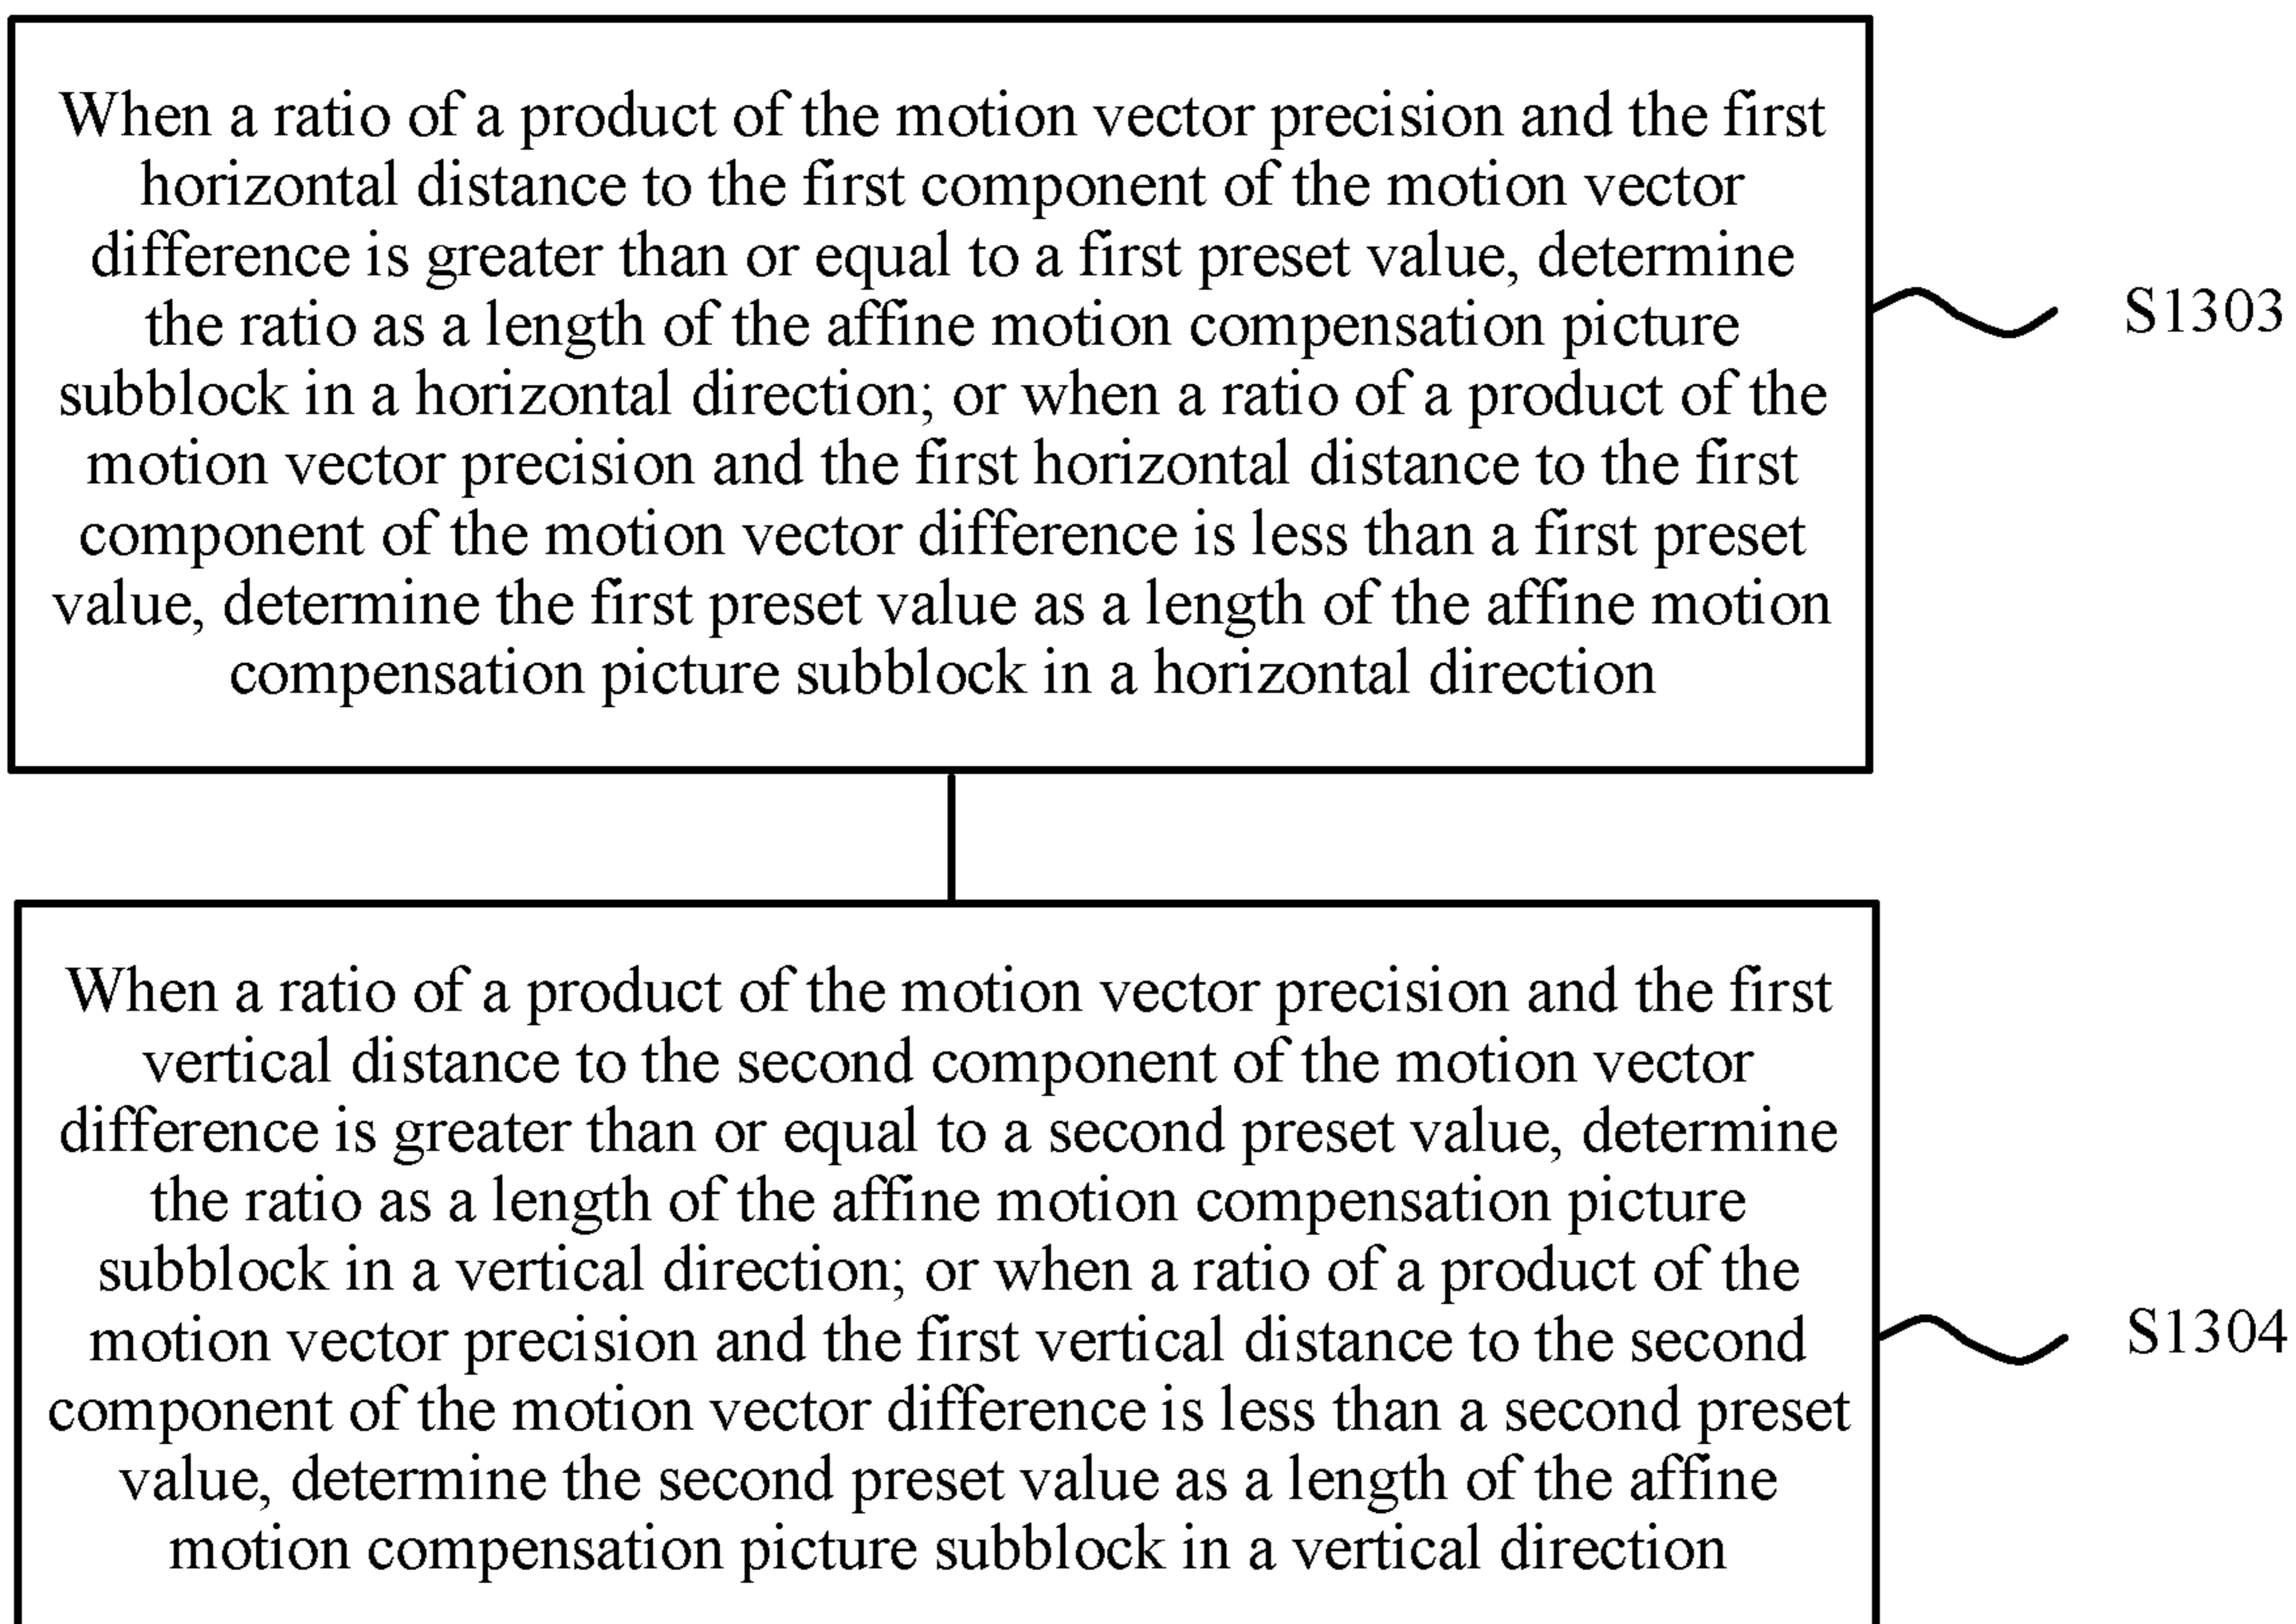 When a ratio of a product of the motion vector precision and the first
horizontal distance to the first component of the motion vector
difference is greater than or equal to a first preset value, determine
the ratio as a length of the affine motion compensation picture
subblock in a horizontal direction; or when a ratio of a product of the
motion vector precision and the first horizontal distance to the first
component of the motion vector difference is less than a first preset
value, determine the first preset value as a length of the affine motion
compensation picture subblock in a horizontal direction
S1303
When a ratio of a product of the motion vector precision and the first
vertical distance to the second component of the motion vector
difference is greater than or equal to a second preset value, determine
the ratio as a length of the affine motion compensation picture
subblock in a vertical direction; or when a ratio of a product of the
motion vector precision and the first vertical distance to the second
component of the motion vector difference is less than a second preset
value, determine the second preset value as a length of the affine
motion compensation picture subblock in a vertical direction
S1304